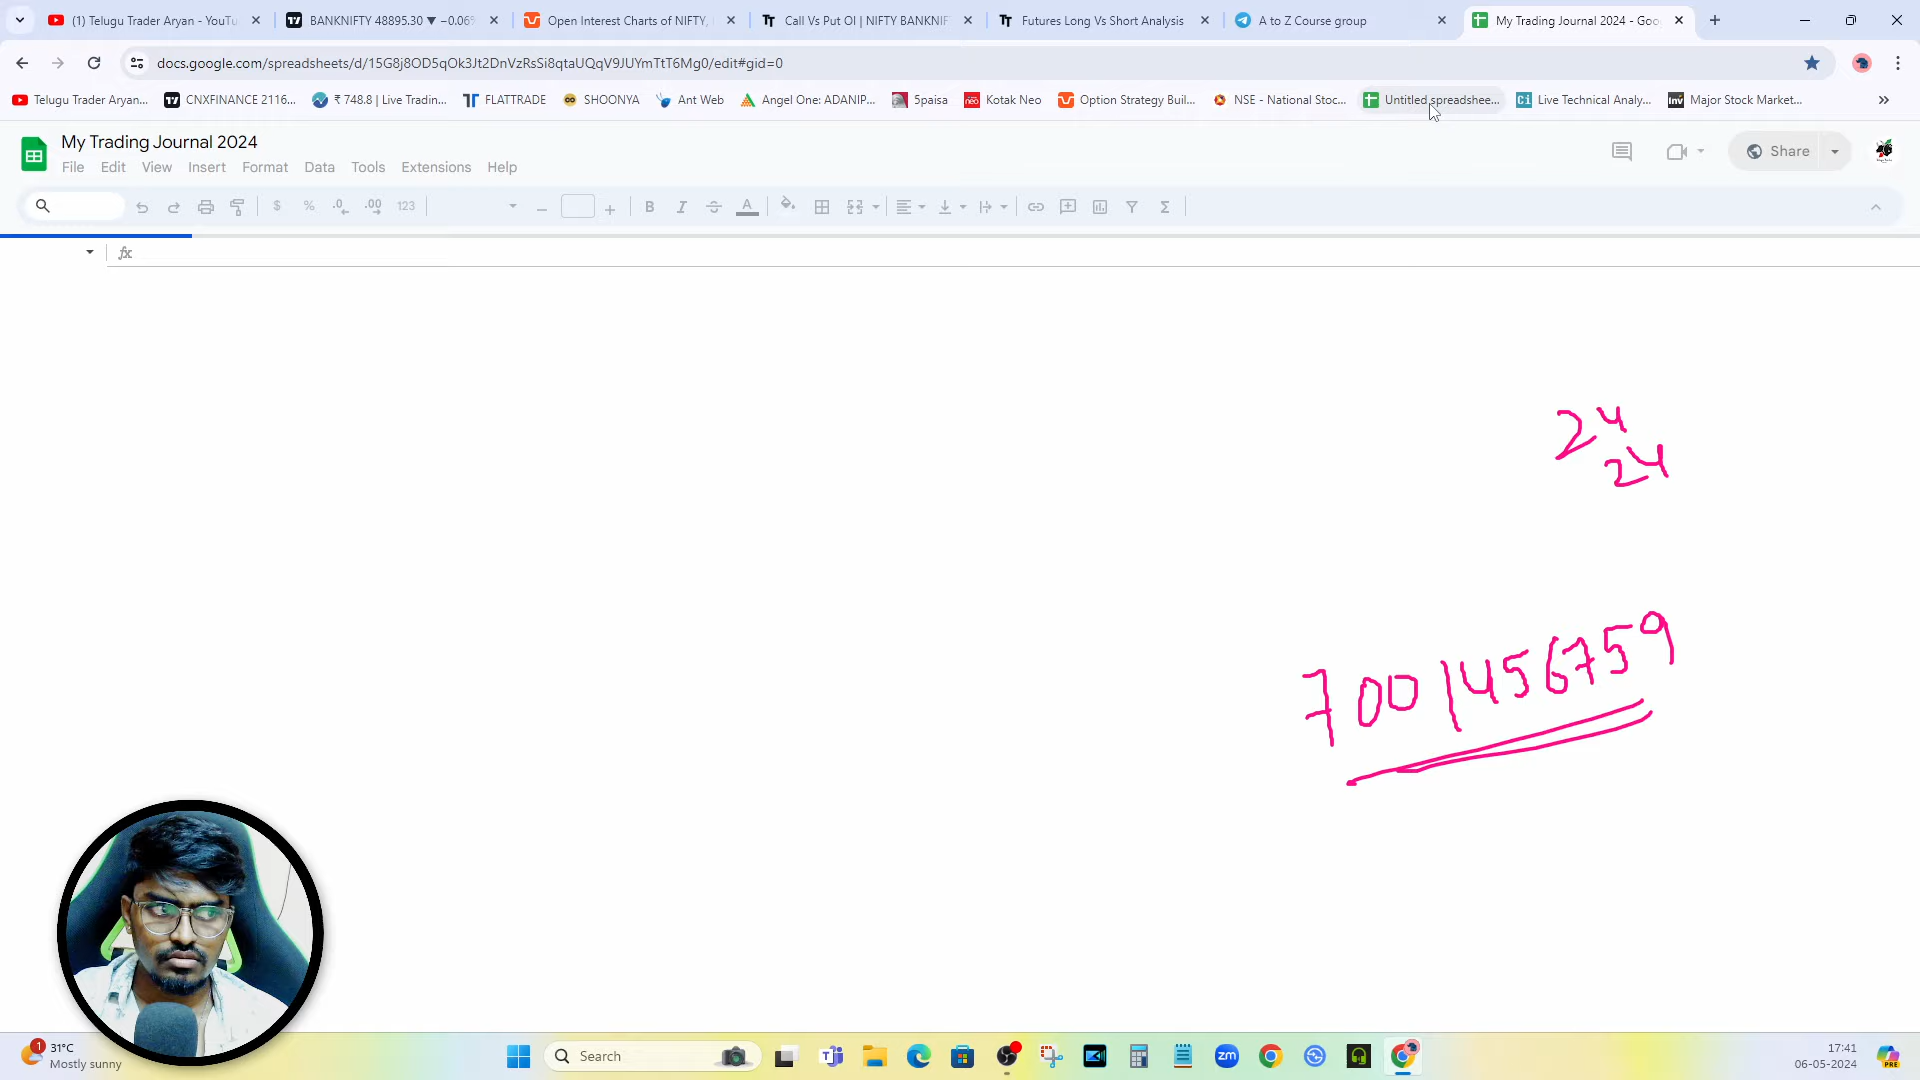 (1) Telugu Trader Aryan - YouTu
BANKNIFTY 48895.30 ▼ −0.06%
Open Interest Charts of NIFTY,
Call Vs Put OI | NIFTY BANKNIF
Futures Long Vs Short Analysis
A to Z Course group
My Trading Journal 2024 - Goo
docs.google.com/spreadsheets/d/15G8j8OD5qOk3Jt2DnVzRsSi8qtaUQqV9JUYmTtT6Mg0/edit#gid=0
Telugu Trader Aryan...
CNXFINANCE 2116...
₹ 748.8 | Live Tradin...
FLATTRADE
SHOONYA
Ant Web
Angel One: ADANIP...
5paisa
Kotak Neo
Option Strategy Buil...
NSE - National Stoc...
Untitled spreadshee...
Live Technical Analy...
Major Stock Market...
My Trading Journal 2024
File Edit View Insert Format Data Tools Extensions Help
Share
$ % .0 .00 123
fx
24
24
7001456759
31°C
Mostly sunny
Search
17:41
06-05-2024